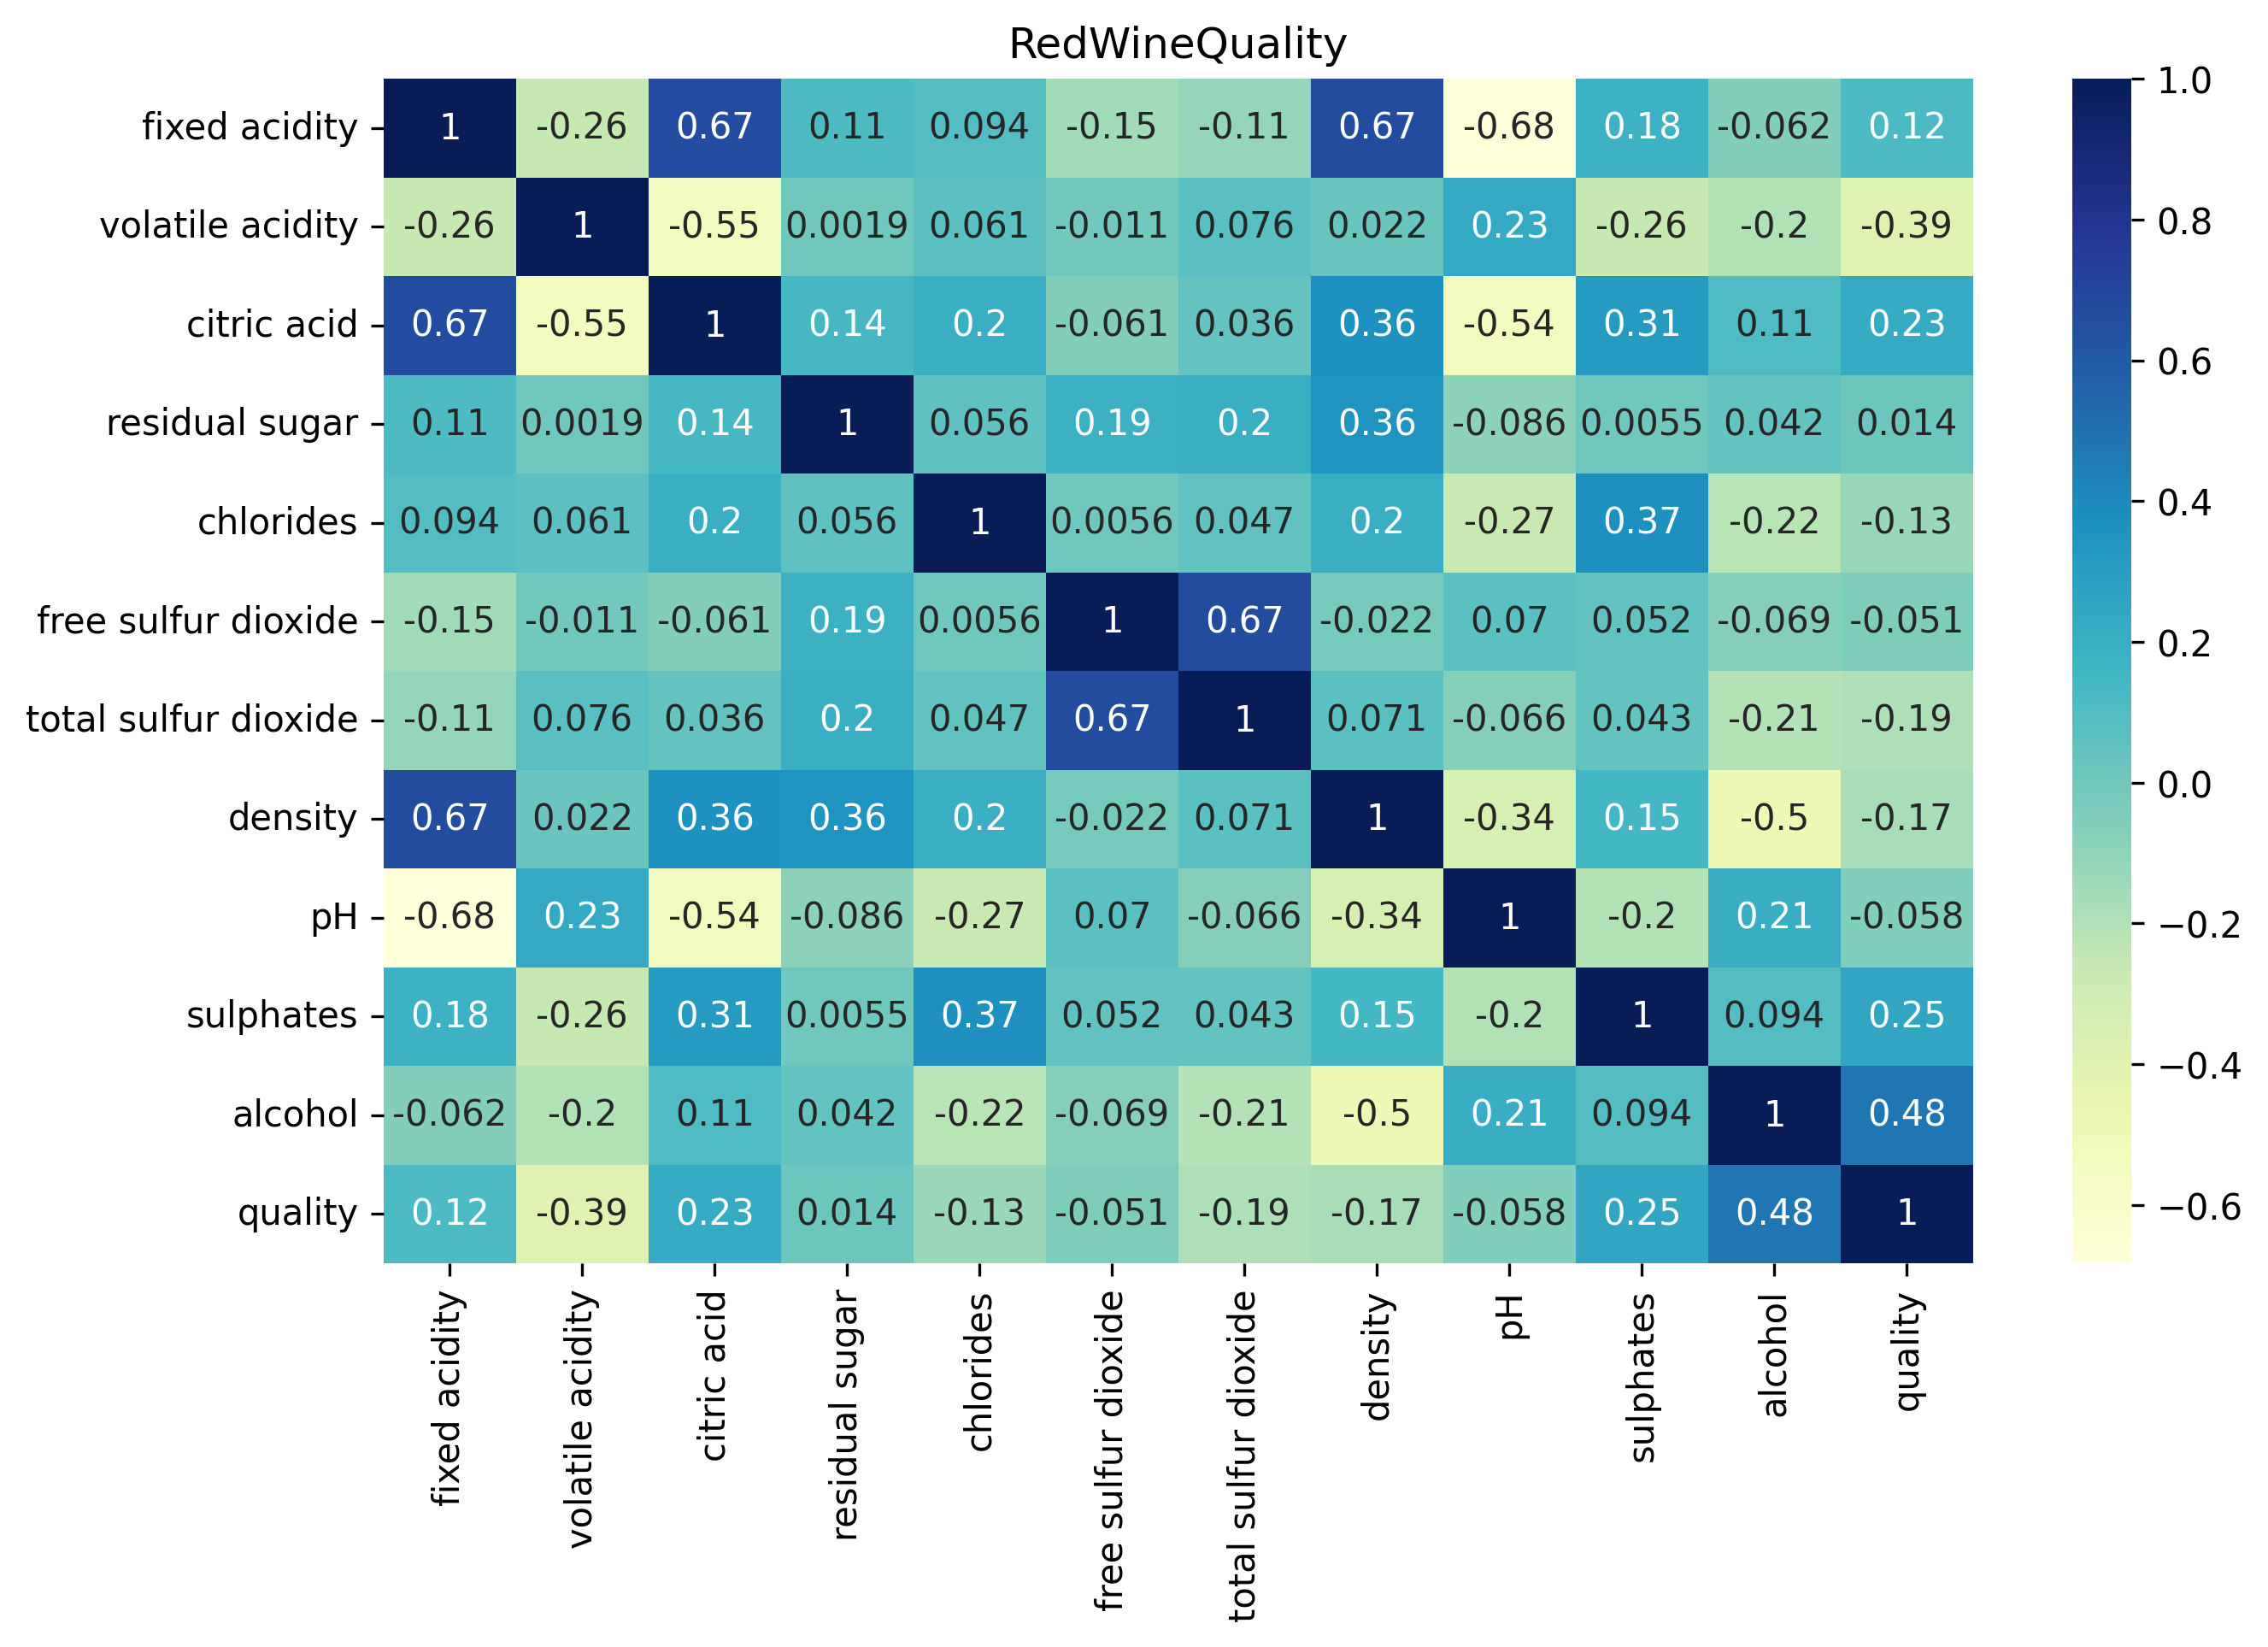 RedWineQuality
fixed acidity 1 -0.26 0.67 0.11 0.094 -0.15 -0.11 0.67 -0.68 0.18 -0.062 0.12
volatile acidity -0.26 1 -0.55 0.0019 0.061 -0.011 0.076 0.022 0.23 -0.26 -0.2 -0.39
citric acid 0.67 -0.55 1 0.14 0.2 -0.061 0.036 0.36 -0.54 0.31 0.11 0.23
residual sugar 0.11 0.0019 0.14 1 0.056 0.19 0.2 0.36 -0.086 0.0055 0.042 0.014
chlorides 0.094 0.061 0.2 0.056 1 0.0056 0.047 0.2 -0.27 0.37 -0.22 -0.13
free sulfur dioxide -0.15 -0.011 -0.061 0.19 0.0056 1 0.67 -0.022 0.07 0.052 -0.069 -0.051
total sulfur dioxide -0.11 0.076 0.036 0.2 0.047 0.67 1 0.071 -0.066 0.043 -0.21 -0.19
density 0.67 0.022 0.36 0.36 0.2 -0.022 0.071 1 -0.34 0.15 -0.5 -0.17
pH -0.68 0.23 -0.54 -0.086 -0.27 0.07 -0.066 -0.34 1 -0.2 0.21 -0.058
sulphates 0.18 -0.26 0.31 0.0055 0.37 0.052 0.043 0.15 -0.2 1 0.094 0.25
alcohol -0.062 -0.2 0.11 0.042 -0.22 -0.069 -0.21 -0.5 0.21 0.094 1 0.48
quality 0.12 -0.39 0.23 0.014 -0.13 -0.051 -0.19 -0.17 -0.058 0.25 0.48 1
fixed acidity
volatile acidity
citric acid
residual sugar
chlorides
free sulfur dioxide
total sulfur dioxide
density
pH
sulphates
alcohol
quality
1.0
0.8
0.6
0.4
0.2
0.0
−0.2
−0.4
−0.6